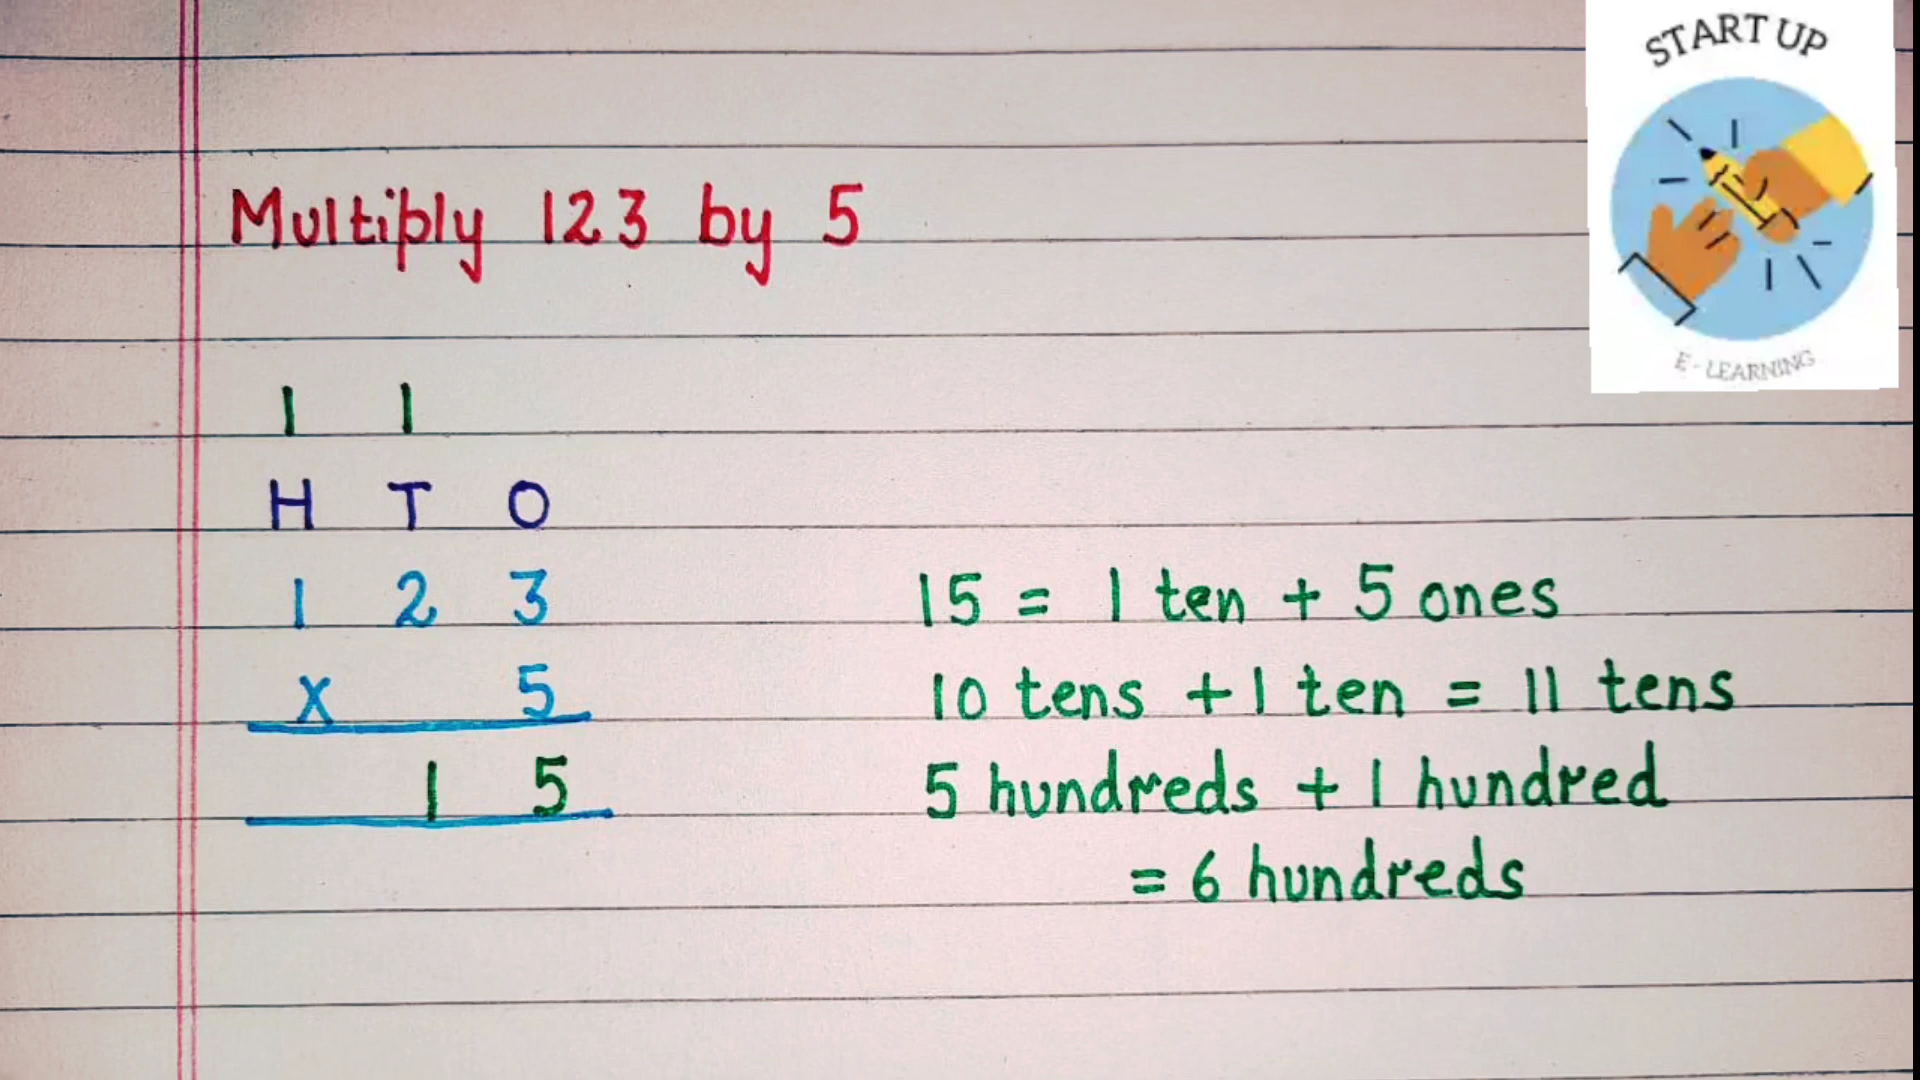 START UP
E - LEARNING
Multiply 123 by 5
1 1
H T O
1 2 3
x 5
1 5
15 = 1 ten + 5 ones
10 tens + 1 ten = 11 tens
5 hundreds + 1 hundred
= 6 hundreds